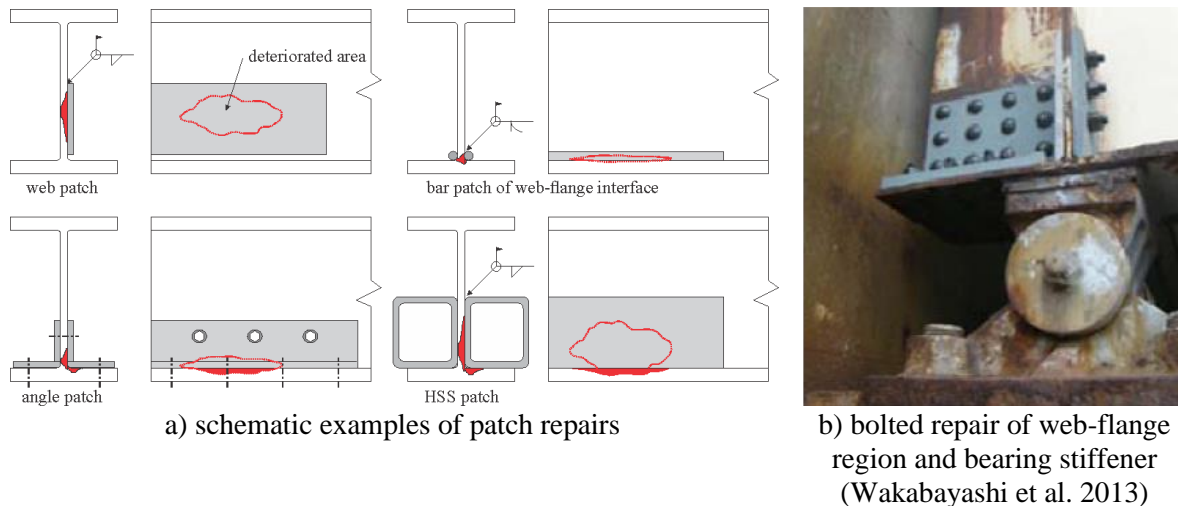 deteriorated area
web patch
bar patch of web-flange interface
angle patch
HSS patch
a) schematic examples of patch repairs
b) bolted repair of web-flange
region and bearing stiffener
(Wakabayashi et al. 2013)